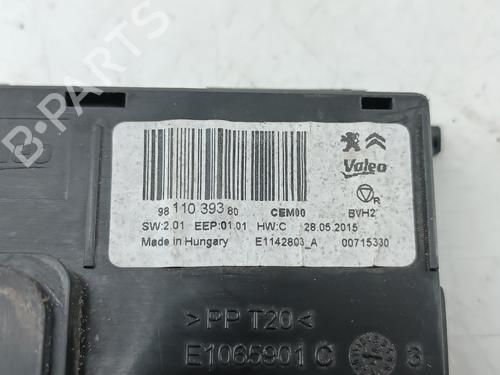 B-PARTS
Valeo
R
98 110 393 80 CEM00 BVH2
SW:2.01 EEP:01.01 HW:C 28.05.2015
Made in Hungary E1142803_A 00715330
>PP T20<
E1065901 C 3